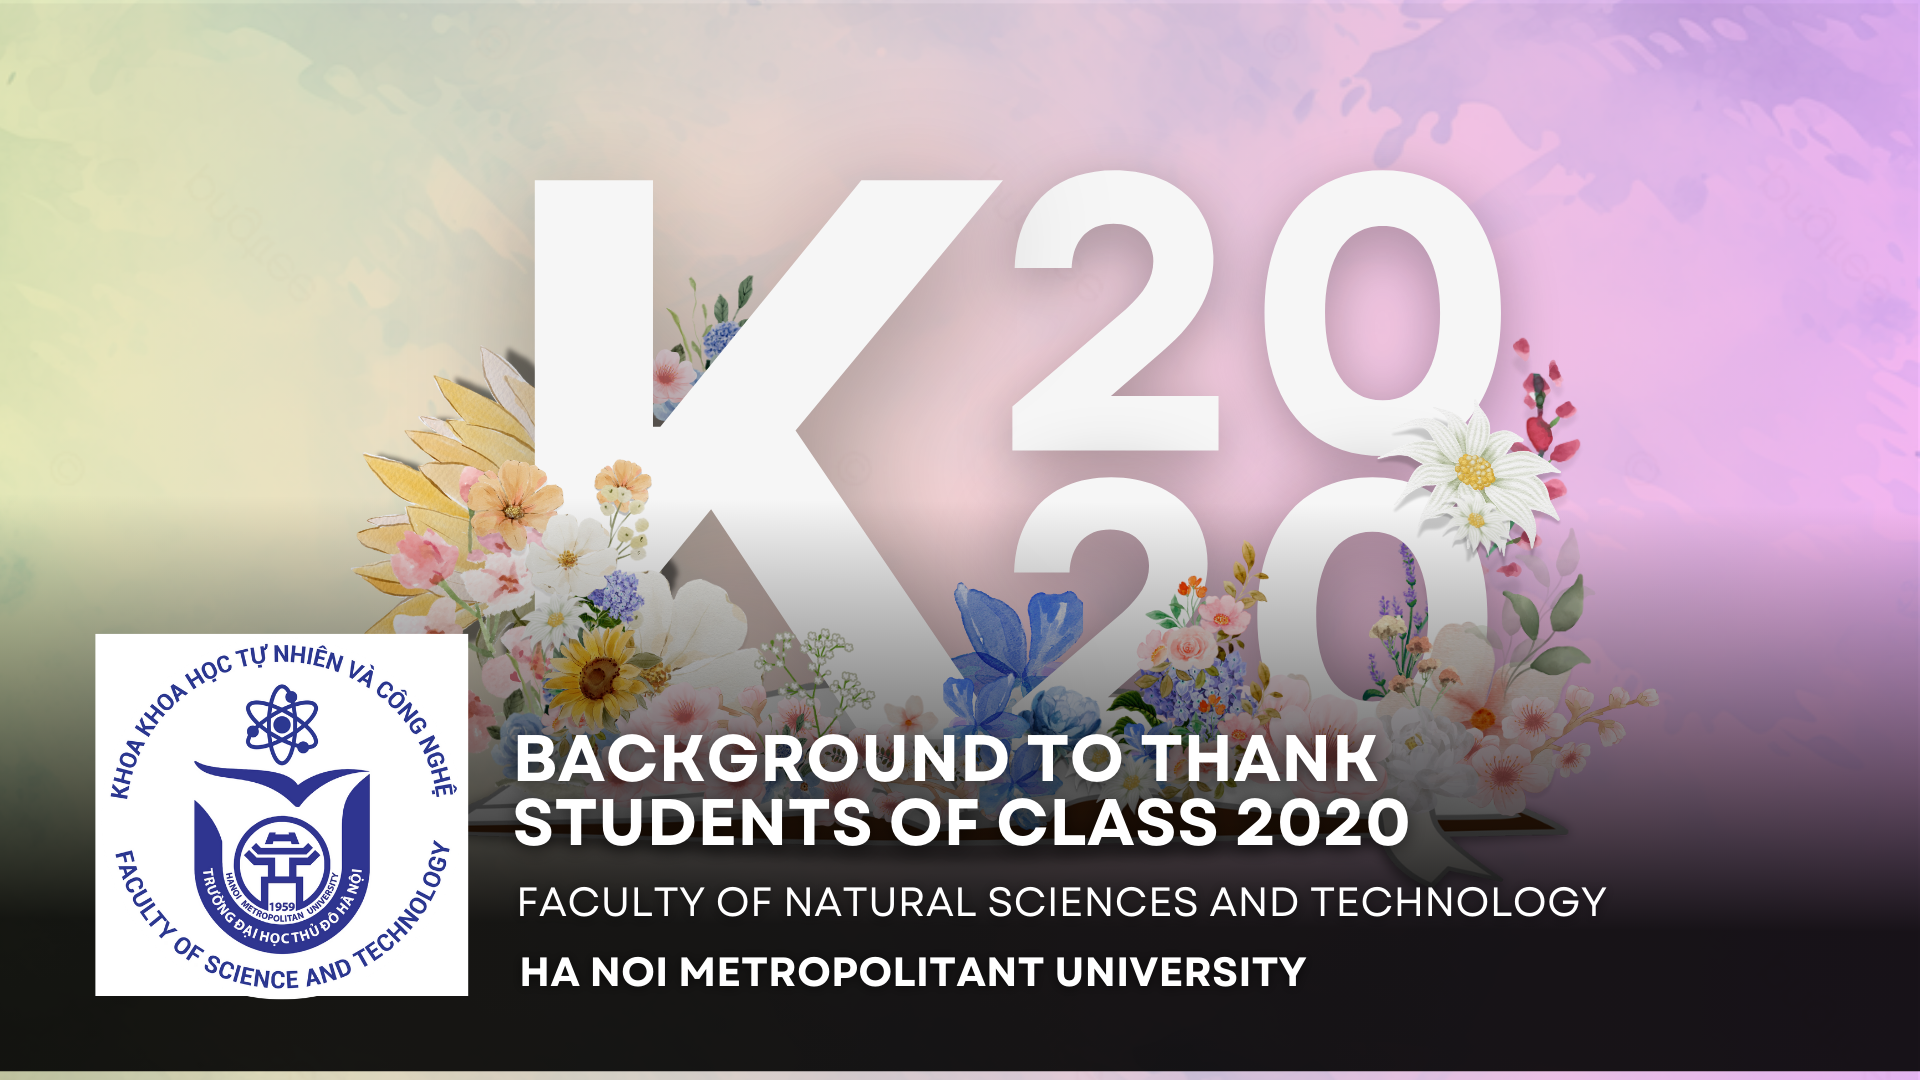 K
20
20
KHOA KHOA HỌC TỰ NHIÊN VÀ CÔNG NGHỆ
1959
HANOI METROPOLITAN UNIVERSITY
TRƯỜNG ĐẠI HỌC THỦ ĐÔ HÀ NỘI
FACULTY OF SCIENCE AND TECHNOLOGY
BACKGROUND TO THANK
STUDENTS OF CLASS 2020
FACULTY OF NATURAL SCIENCES AND TECHNOLOGY
HA NOI METROPOLITANT UNIVERSITY